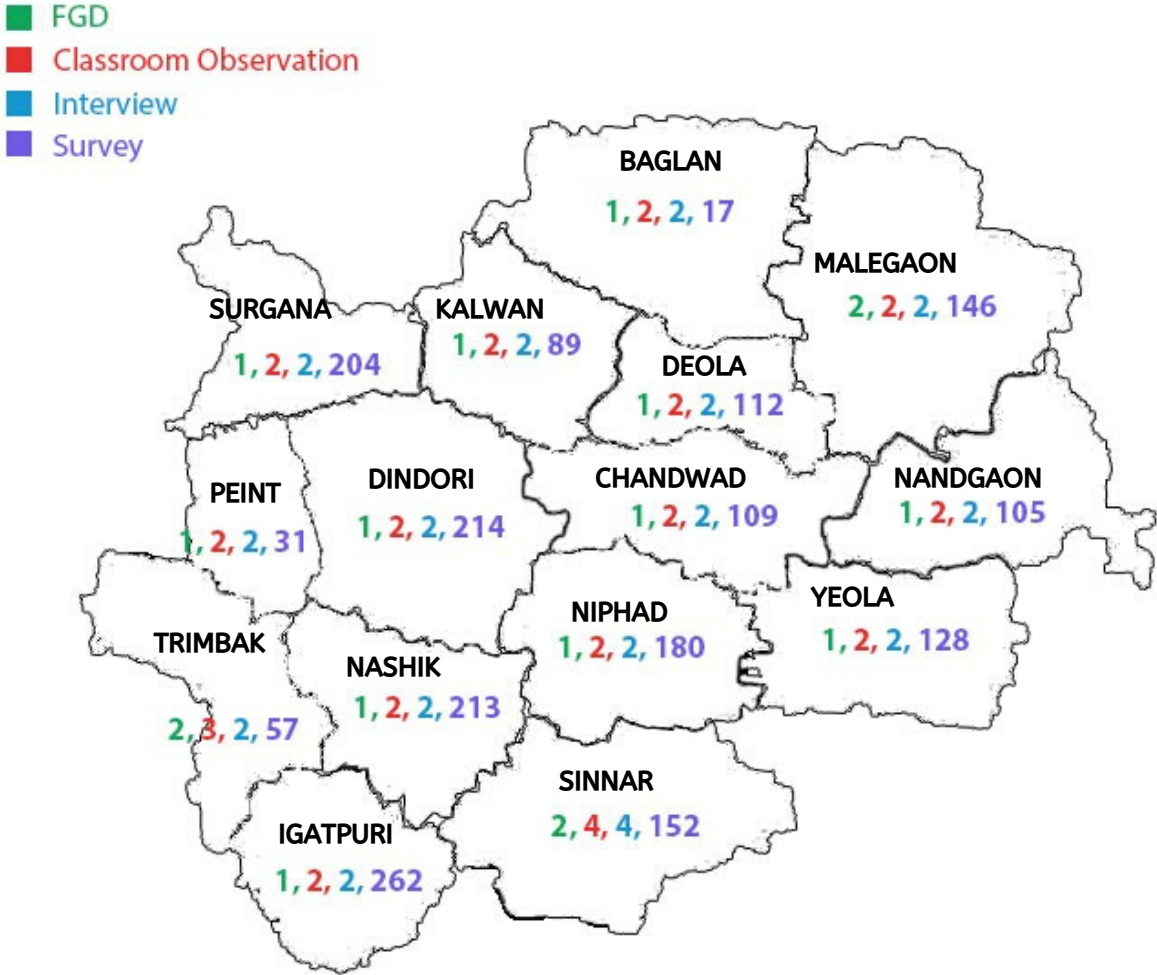 FGD
Classroom Observation
Interview
Survey
BAGLAN
1, 2, 2, 17
MALEGAON
2, 2, 2, 146
SURGANA
1, 2, 2, 204
KALWAN
1, 2, 2, 89
DEOLA
1, 2, 2, 112
PEINT
1, 2, 2, 31
DINDORI
1, 2, 2, 214
CHANDWAD
1, 2, 2, 109
NANDGAON
1, 2, 2, 105
TRIMBAK
2, 3, 2, 57
NASHIK
1, 2, 2, 213
NIPHAD
1, 2, 2, 180
YEOLA
1, 2, 2, 128
IGATPURI
1, 2, 2, 262
SINNAR
2, 4, 4, 152